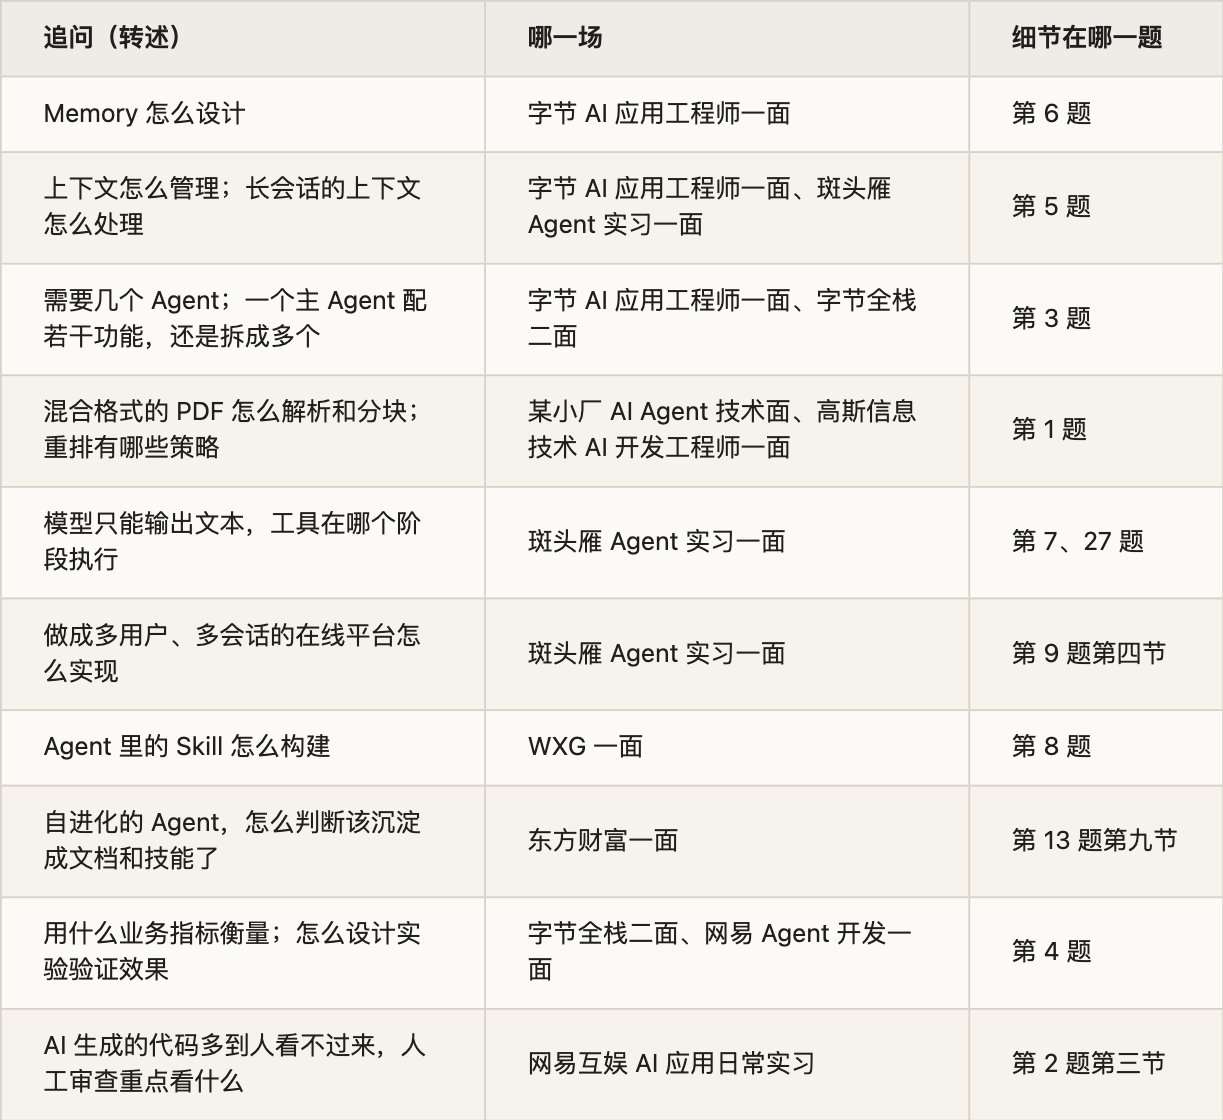 追问（转述）
哪一场
细节在哪一题
Memory 怎么设计
字节 AI 应用工程师一面
第 6 题
上下文怎么管理；长会话的上下文
怎么处理
字节 AI 应用工程师一面、斑头雁
Agent 实习一面
第 5 题
需要几个 Agent；一个主 Agent 配
若干功能，还是拆成多个
字节 AI 应用工程师一面、字节全栈
二面
第 3 题
混合格式的 PDF 怎么解析和分块；
重排有哪些策略
某小厂 AI Agent 技术面、高斯信息
技术 AI 开发工程师一面
第 1 题
模型只能输出文本，工具在哪个阶
段执行
斑头雁 Agent 实习一面
第 7、27 题
做成多用户、多会话的在线平台怎
么实现
斑头雁 Agent 实习一面
第 9 题第四节
Agent 里的 Skill 怎么构建
WXG 一面
第 8 题
自进化的 Agent，怎么判断该沉淀
成文档和技能了
东方财富一面
第 13 题第九节
用什么业务指标衡量；怎么设计实
验验证效果
字节全栈二面、网易 Agent 开发一
面
第 4 题
AI 生成的代码多到人看不过来，人
工审查重点看什么
网易互娱 AI 应用日常实习
第 2 题第三节